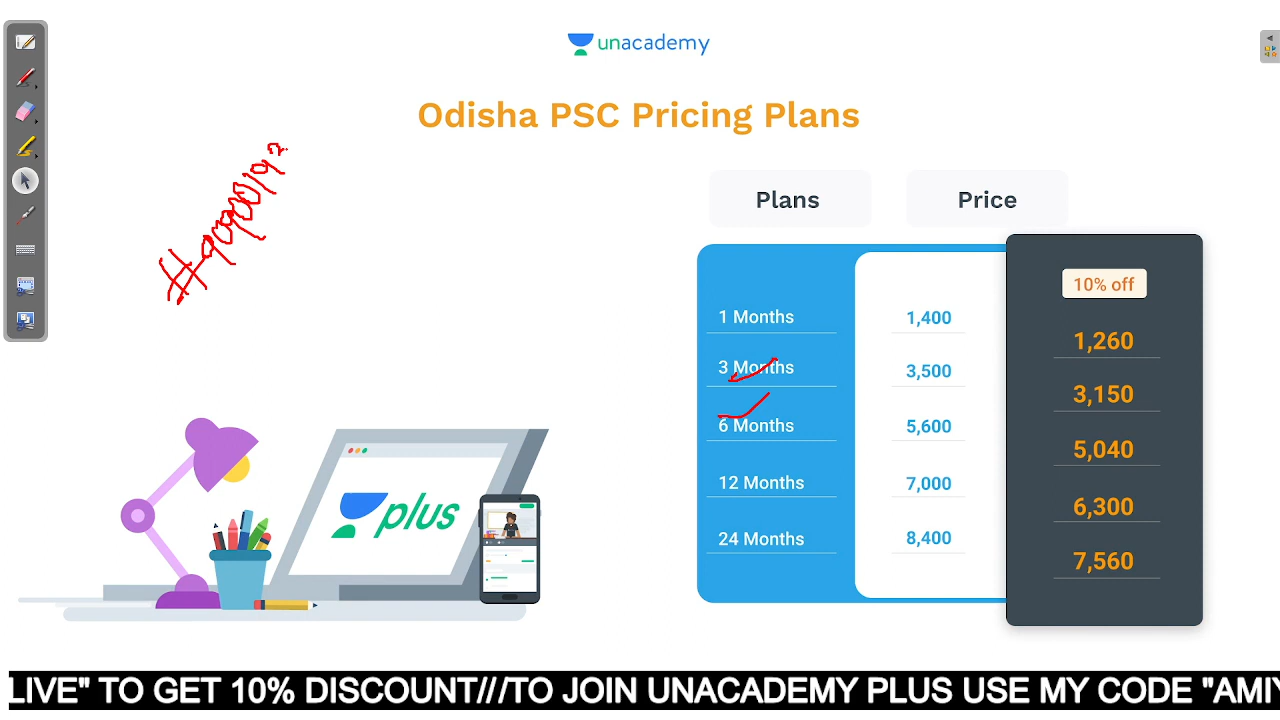 unacademy
Odisha PSC Pricing Plans
Plans Price
10% off
1 Months 1,400 1,260
3 Months 3,500 3,150
6 Months 5,600 5,040
12 Months 7,000 6,300
24 Months 8,400 7,560
plus
LIVE" TO GET 10% DISCOUNT///TO JOIN UNACADEMY PLUS USE MY CODE "AMIY